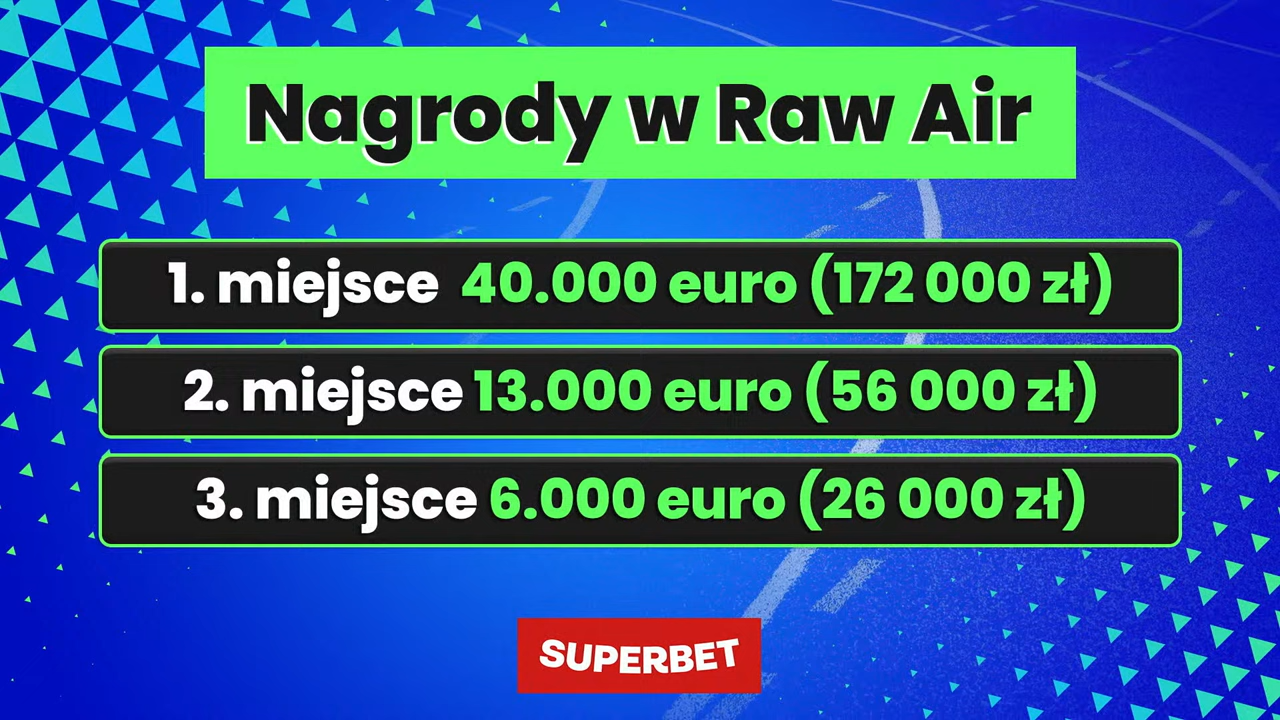 Nagrody w Raw Air
1. miejsce 40.000 euro (172 000 zł)
2. miejsce 13.000 euro (56 000 zł)
3. miejsce 6.000 euro (26 000 zł)
SUPERBET